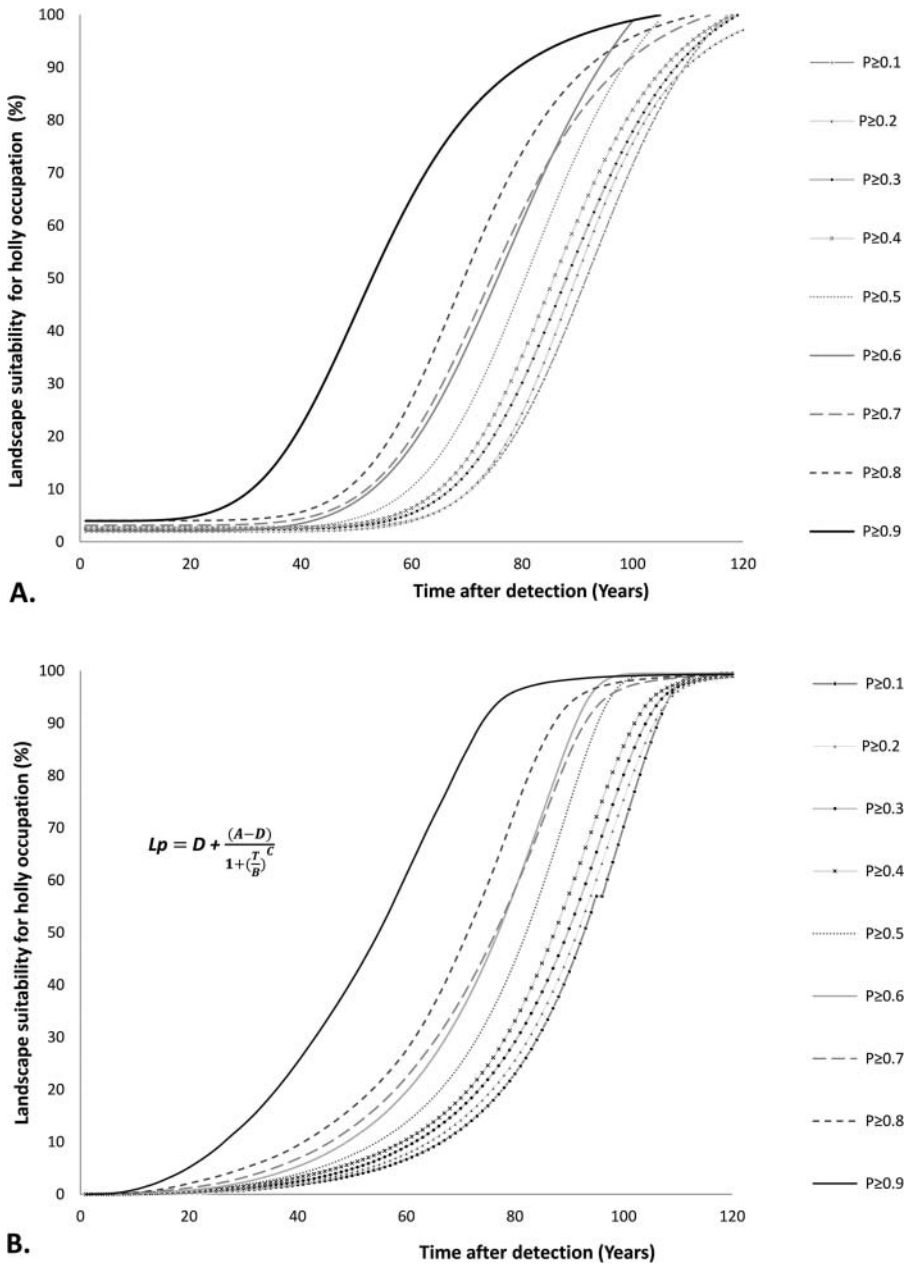 100
90
80
70
60
50
40
30
20
10
0
Landscape suitability for holly occupation (%)
0 20 40 60 80 100 120
Time after detection (Years)
A.
P≥0.1
P≥0.2
P≥0.3
P≥0.4
P≥0.5
P≥0.6
P≥0.7
P≥0.8
P≥0.9
100
90
80
70
60
50
40
30
20
10
0
Landscape suitability for holly occupation (%)
Lp = D + (A−D) / 1+(T/B)^C
0 20 40 60 80 100 120
Time after detection (Years)
B.
P≥0.1
P≥0.2
P≥0.3
P≥0.4
P≥0.5
P≥0.6
P≥0.7
P≥0.8
P≥0.9